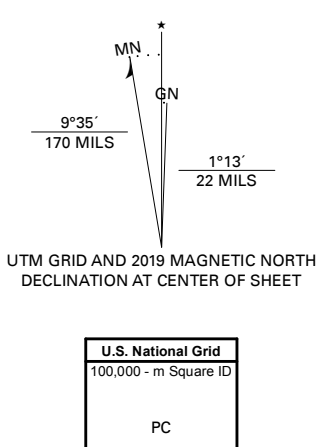 ★
MN
GN
9°35´
170 MILS
1°13´
22 MILS
UTM GRID AND 2019 MAGNETIC NORTH
DECLINATION AT CENTER OF SHEET
U.S. National Grid
100,000 - m Square ID
PC